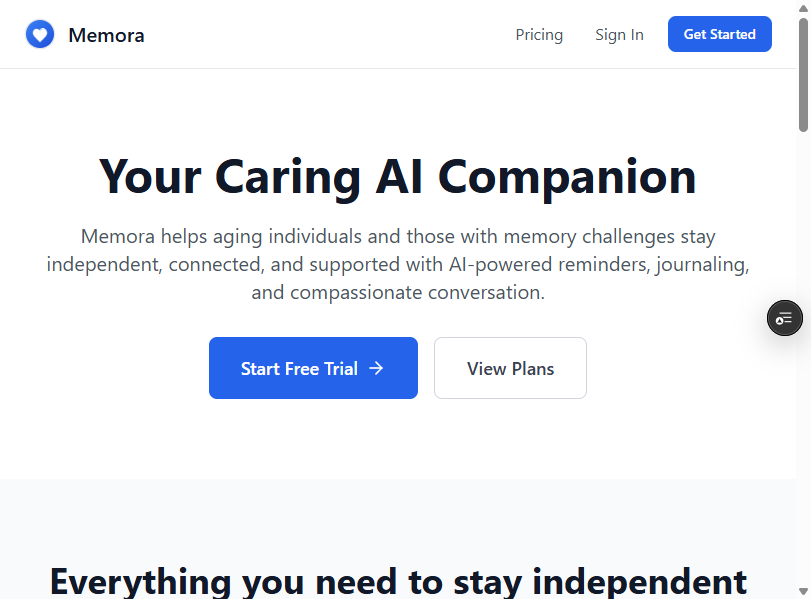 Memora
Pricing
Sign In
Get Started
Your Caring AI Companion
Memora helps aging individuals and those with memory challenges stay
independent, connected, and supported with AI-powered reminders, journaling,
and compassionate conversation.
Start Free Trial →
View Plans
Everything you need to stay independent